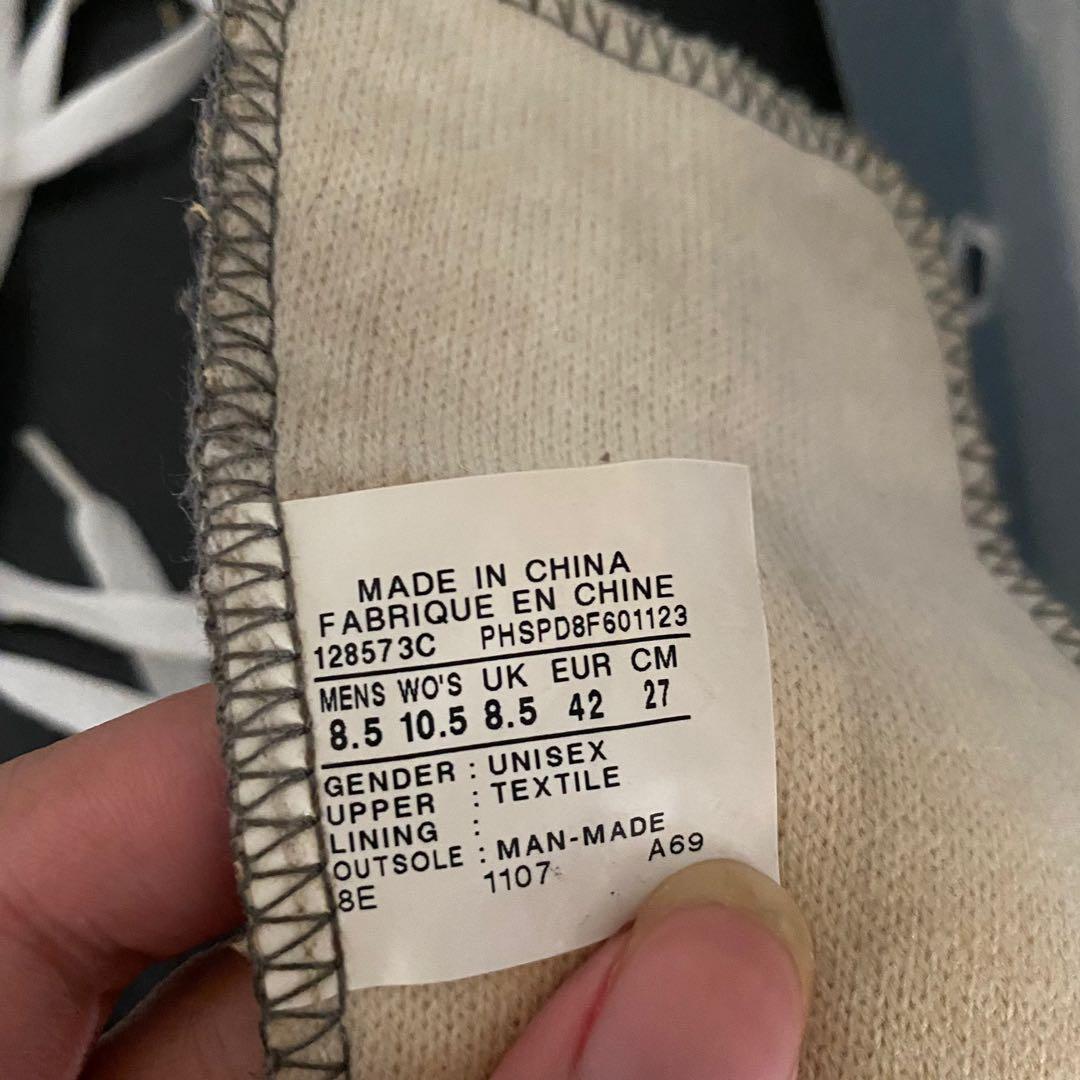 MADE IN CHINA
FABRIQUE EN CHINE
128573C PHSPD8F601123
MENS WO'S UK EUR CM
8.5 10.5 8.5 42 27
GENDER : UNISEX
UPPER : TEXTILE
LINING :
OUTSOLE : MAN-MADE
8E 1107 A69